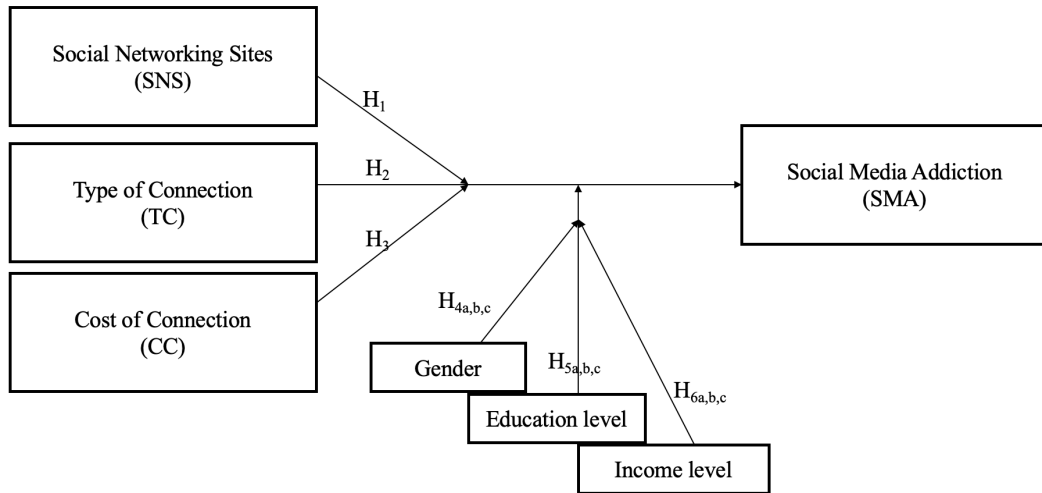 Social Networking Sites
(SNS)
H1
Type of Connection
(TC)
H2
Social Media Addiction
(SMA)
H3
Cost of Connection
(CC)
H4a,b,c
Gender
H5a,b,c
H6a,b,c
Education level
Income level